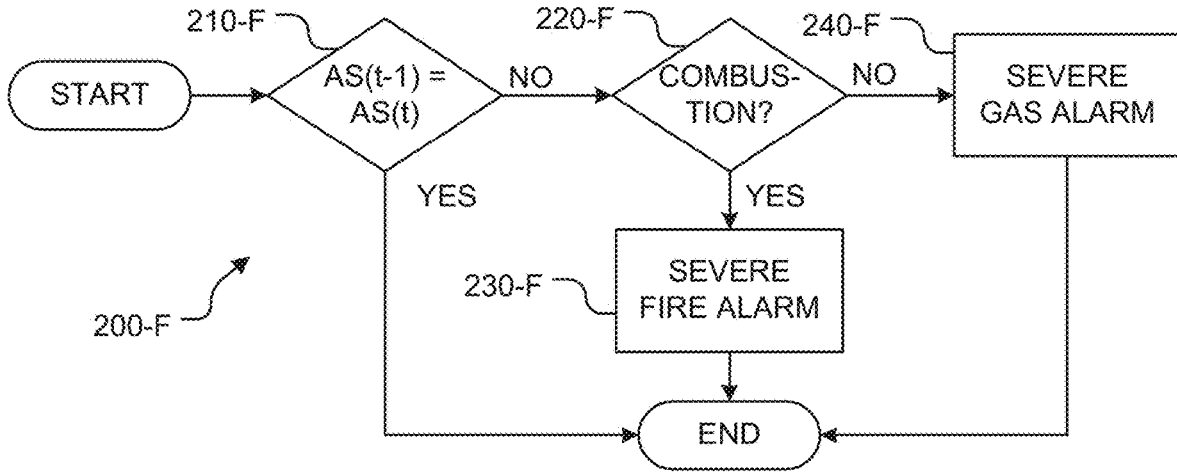 210-F
220-F
240-F
START
AS(t-1) =
AS(t)
NO
COMBUS-
TION?
NO
SEVERE
GAS ALARM
YES
YES
230-F
SEVERE
FIRE ALARM
200-F
END